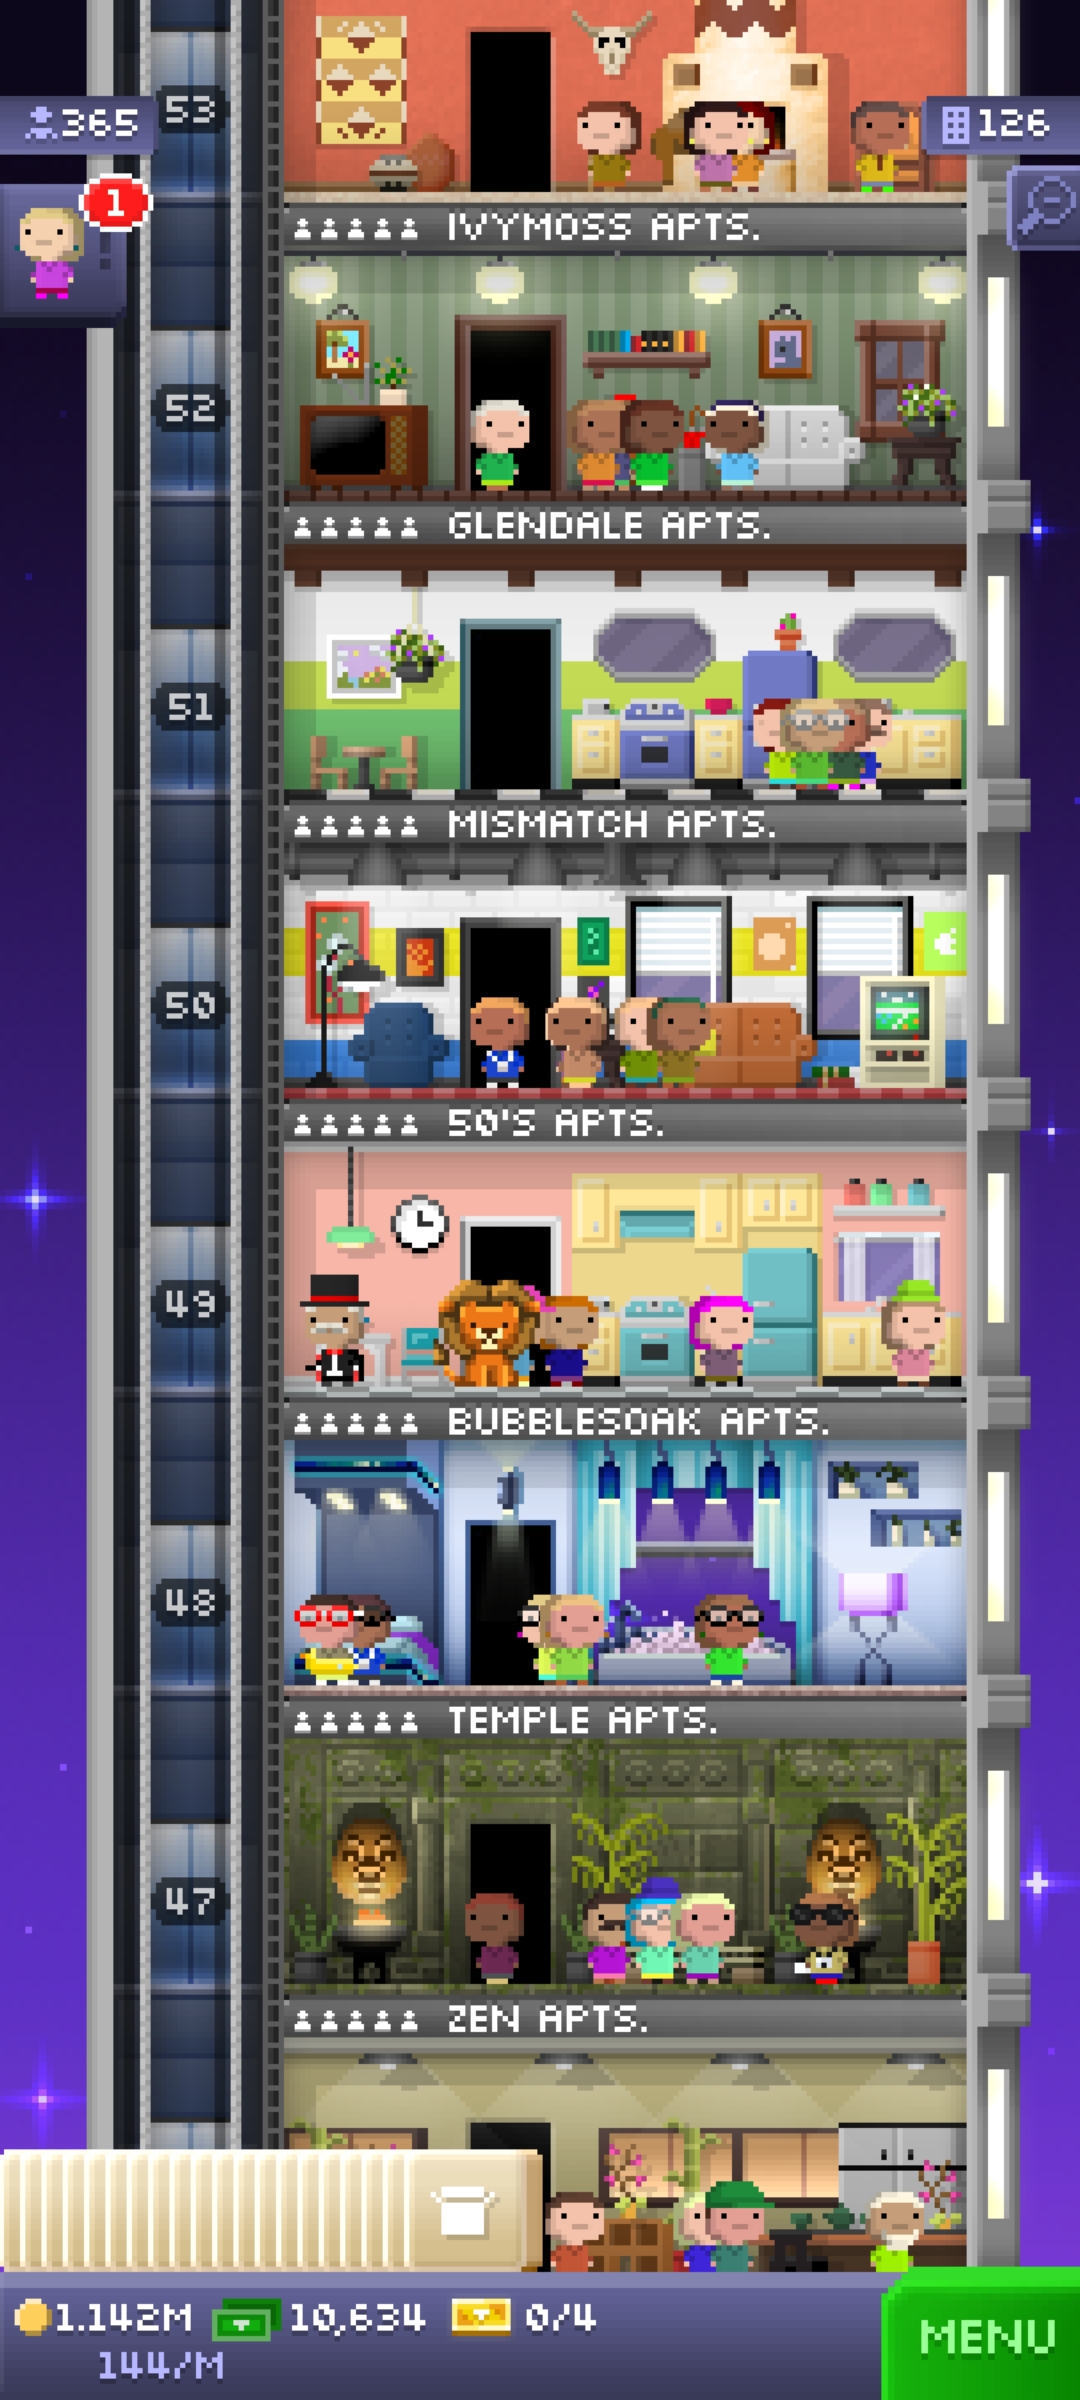 53
365
126
1
IVYMOSS APTS.
52
GLENDALE APTS.
51
MISMATCH APTS.
50
50'S APTS.
49
BUBBLESOAK APTS.
48
TEMPLE APTS.
47
ZEN APTS.
1.142M
10,634
0/4
144/M
MENU